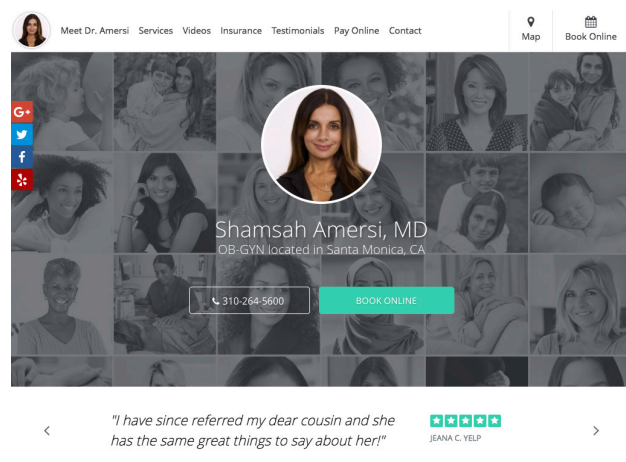 Meet Dr. Amersi Services Videos Insurance Testimonials Pay Online Contact
Map
Book Online
G+
f
Shamsah Amersi, MD
OB-GYN located in Santa Monica, CA
310-264-5600
BOOK ONLINE
"I have since referred my dear cousin and she
has the same great things to say about her!"
JEANA C. YELP